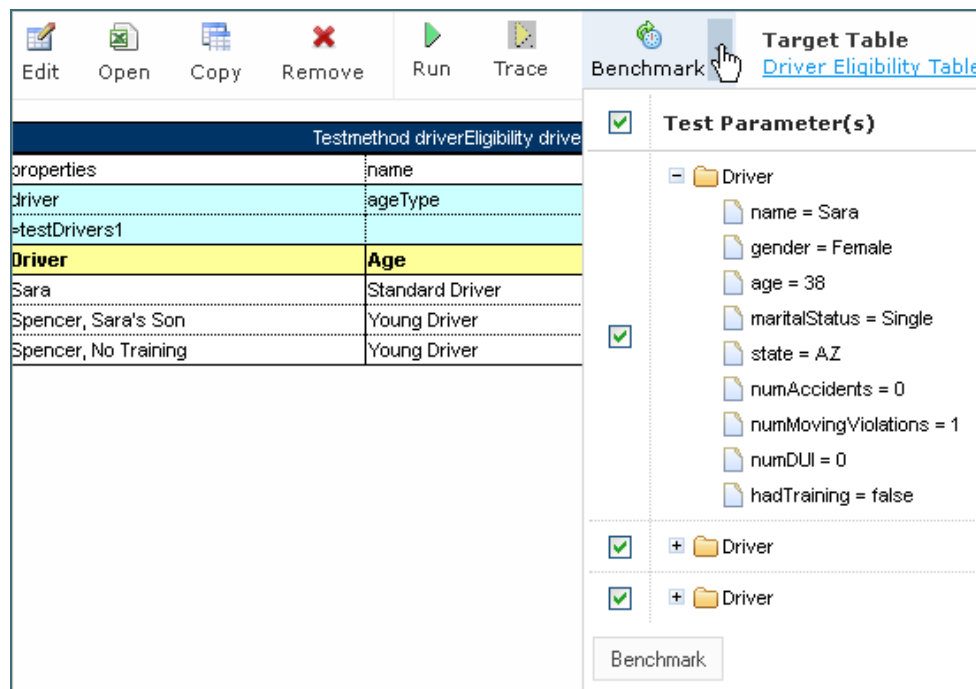 Edit Open Copy Remove Run Trace Benchmark
Target Table
Driver Eligibility Table
Testmethod driverEligibility drive
properties name
driver ageType
=testDrivers1
Driver Age
Sara Standard Driver
Spencer, Sara's Son Young Driver
Spencer, No Training Young Driver
Test Parameter(s)
Driver
name = Sara
gender = Female
age = 38
maritalStatus = Single
state = AZ
numAccidents = 0
numMovingViolations = 1
numDUI = 0
hadTraining = false
Driver
Driver
Benchmark